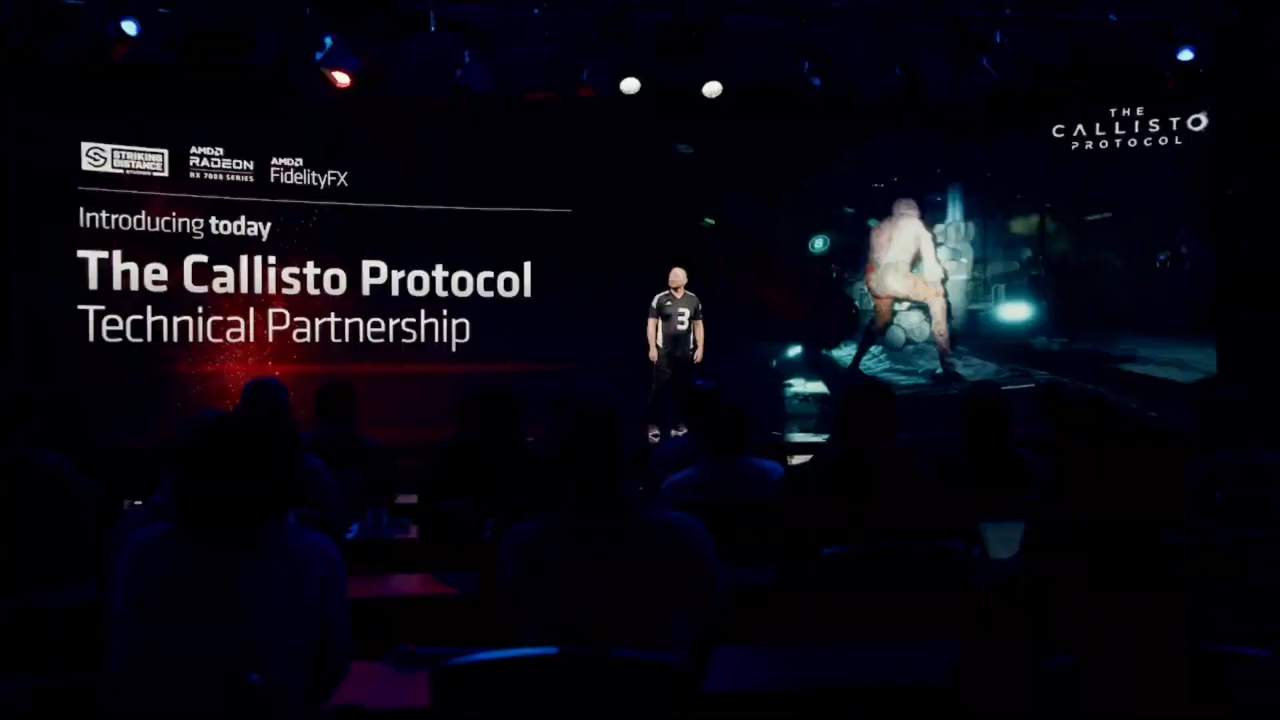 STRIKING
DISTANCE
STUDIOS
AMD
RADEON
RX 7000 SERIES
AMD
FidelityFX
Introducing today
The Callisto Protocol
Technical Partnership
3
THE
CALLISTO
PROTOCOL